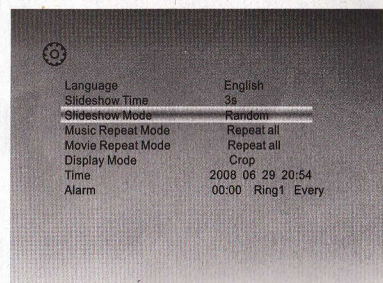 Language English
Slideshow Time 3s
Slideshow Mode Random
Music Repeat Mode Repeat all
Movie Repeat Mode Repeat all
Display Mode Crop
Time 2008 06 29 20:54
Alarm 00:00 Ring1 Every